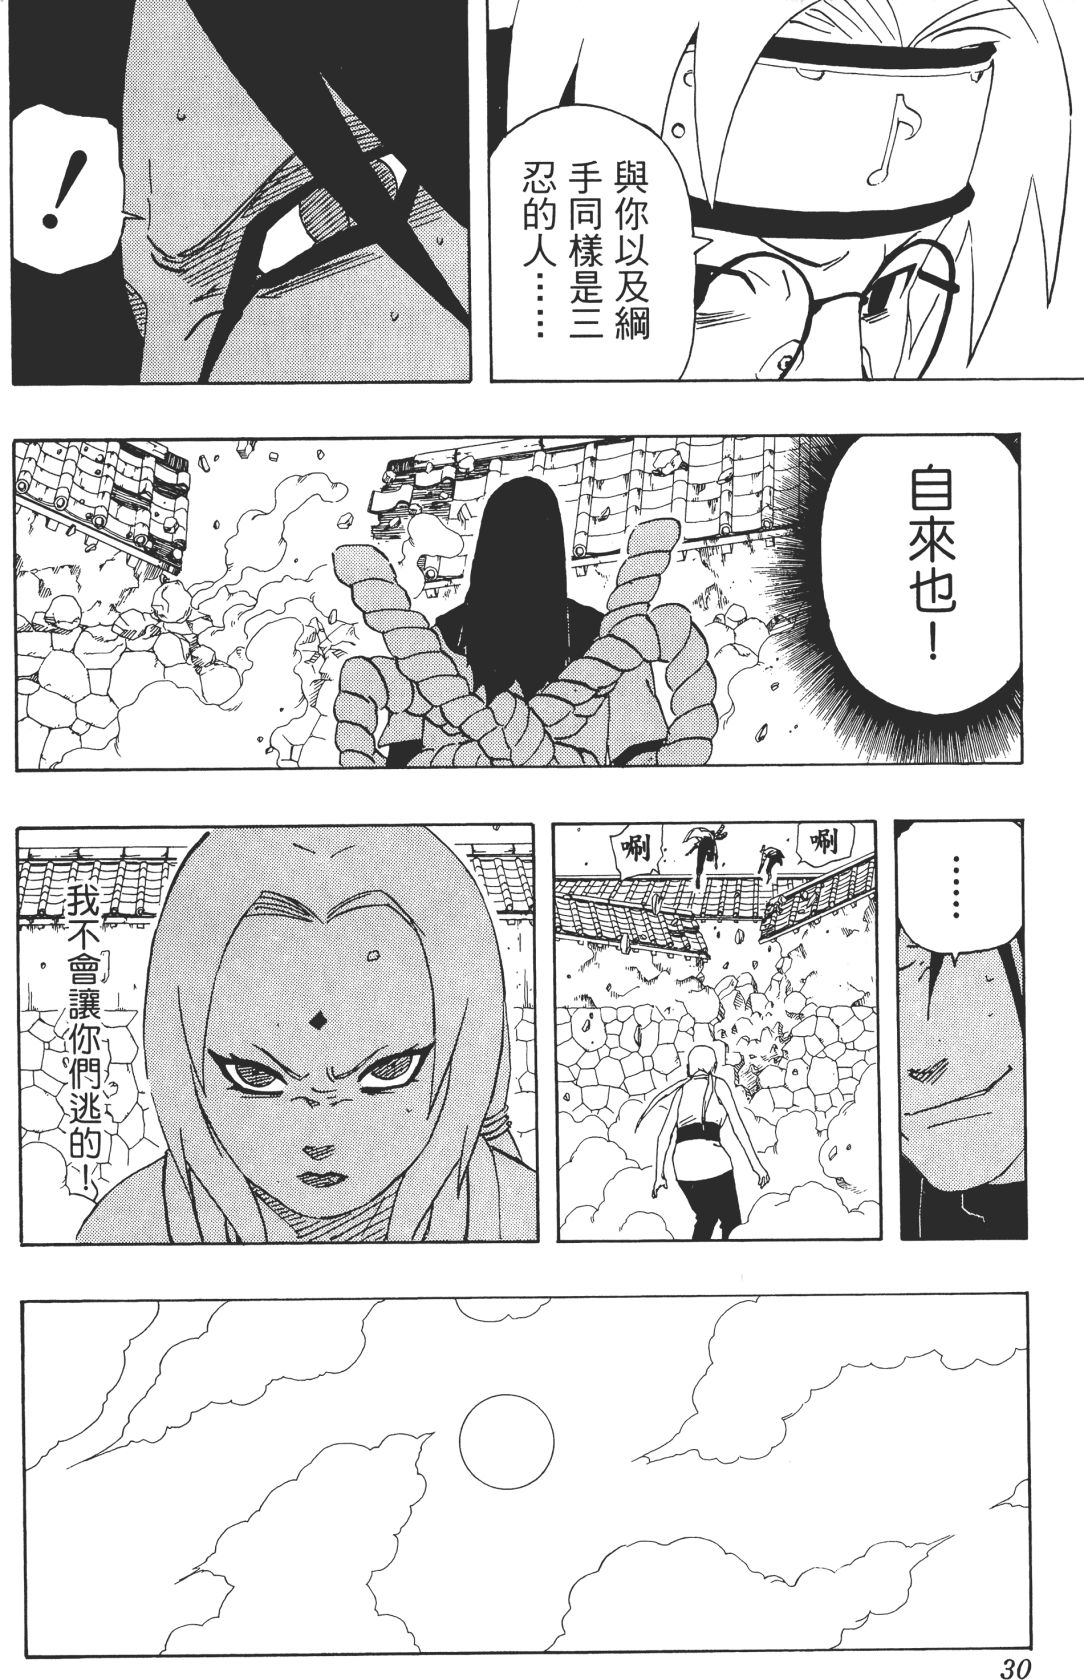 與你以及綱
手同樣是三
忍的人……
！
自來也！
……
唰
唰
我不會讓你們逃的！
30